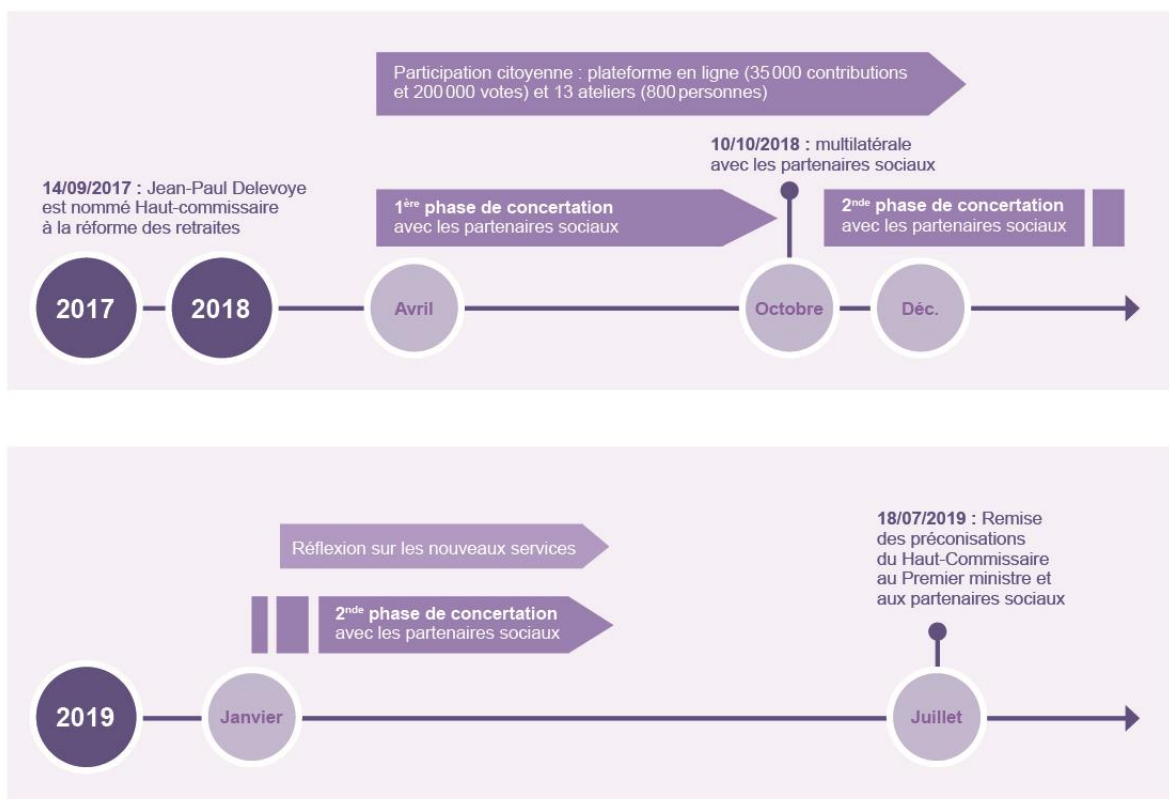 Participation citoyenne : plateforme en ligne (35 000 contributions
et 200 000 votes) et 13 ateliers (800 personnes)
10/10/2018 : multilatérale
avec les partenaires sociaux
14/09/2017 : Jean-Paul Delevoye
est nommé Haut-commissaire
à la réforme des retraites
1ère phase de concertation
avec les partenaires sociaux
2nde phase de concertation
avec les partenaires sociaux
2017
2018
Avril
Octobre
Déc.
18/07/2019 : Remise
des préconisations
du Haut-Commissaire
au Premier ministre et
aux partenaires sociaux
Réflexion sur les nouveaux services
2nde phase de concertation
avec les partenaires sociaux
2019
Janvier
Juillet